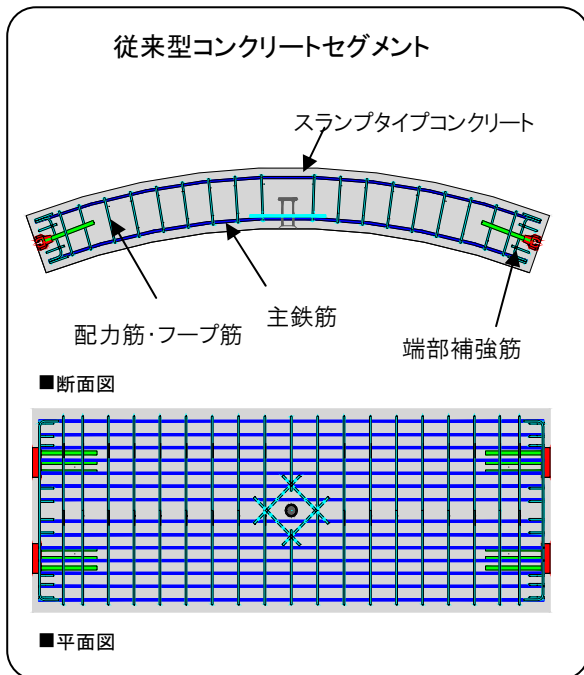 従来型コンクリートセグメント
スランプタイプコンクリート
配力筋・フープ筋
主鉄筋
端部補強筋
■断面図
■平面図